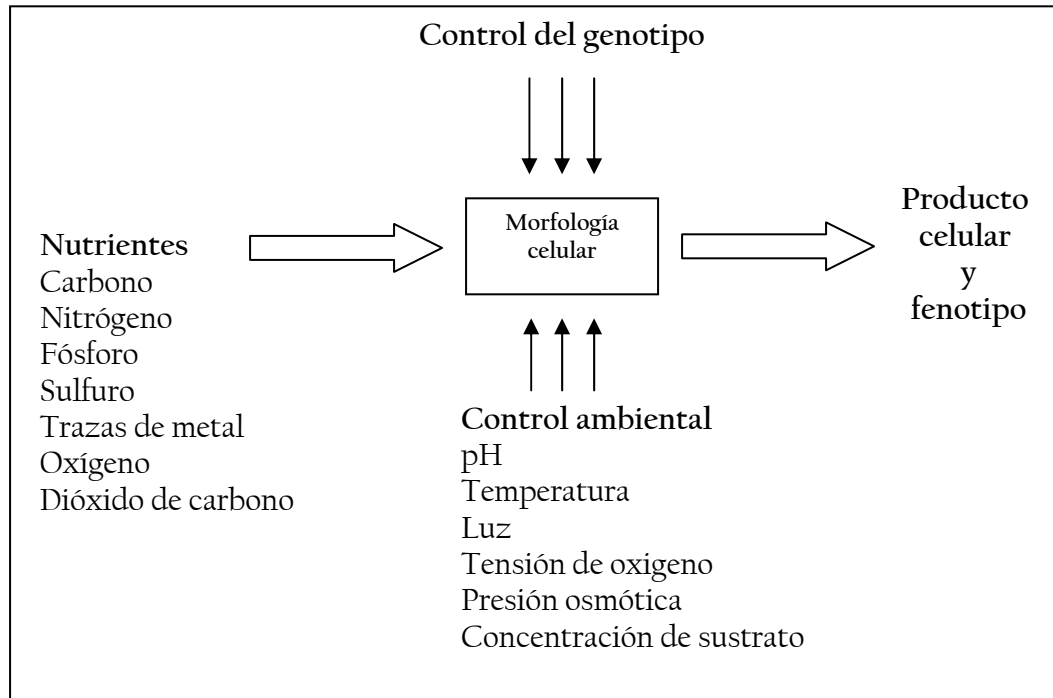 Control del genotipo
Morfología
celular
Producto
celular
y
fenotipo
Nutrientes
Carbono
Nitrógeno
Fósforo
Sulfuro
Trazas de metal
Oxígeno
Dióxido de carbono
Control ambiental
pH
Temperatura
Luz
Tensión de oxigeno
Presión osmótica
Concentración de sustrato